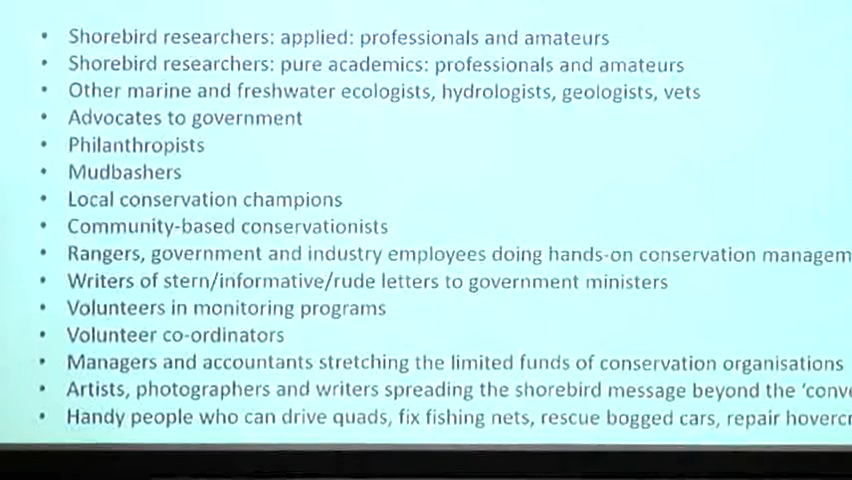 • Shorebird researchers: applied: professionals and amateurs
• Shorebird researchers: pure academics: professionals and amateurs
• Other marine and freshwater ecologists, hydrologists, geologists, vets
• Advocates to government
• Philanthropists
• Mudbashers
• Local conservation champions
• Community-based conservationists
• Rangers, government and industry employees doing hands-on conservation managem
• Writers of stern/informative/rude letters to government ministers
• Volunteers in monitoring programs
• Volunteer co-ordinators
• Managers and accountants stretching the limited funds of conservation organisations
• Artists, photographers and writers spreading the shorebird message beyond the ‘conve
• Handy people who can drive quads, fix fishing nets, rescue bogged cars, repair hovercr